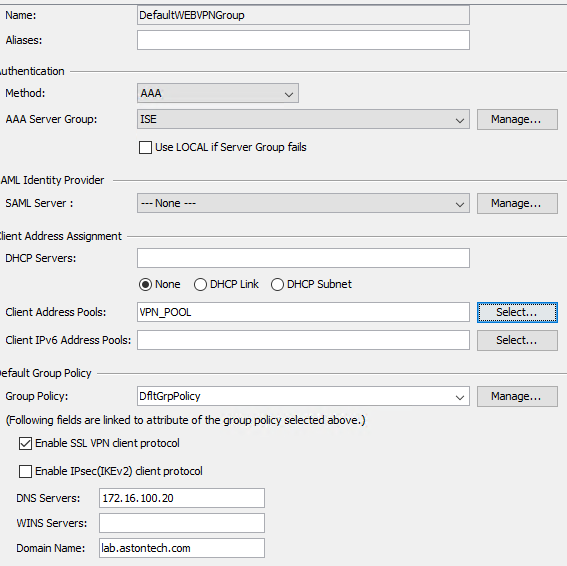 Name: DefaultWEBVPNGroup
Aliases:
Authentication
Method: AAA
AAA Server Group: ISE Manage...
Use LOCAL if Server Group fails
AML Identity Provider
SAML Server : --- None --- Manage...
Client Address Assignment
DHCP Servers:
None DHCP Link DHCP Subnet
Client Address Pools: VPN_POOL Select...
Client IPv6 Address Pools: Select...
Default Group Policy
Group Policy: DfltGrpPolicy Manage...
(Following fields are linked to attribute of the group policy selected above.)
Enable SSL VPN client protocol
Enable IPsec(IKEv2) client protocol
DNS Servers: 172.16.100.20
WINS Servers:
Domain Name: lab.astontech.com